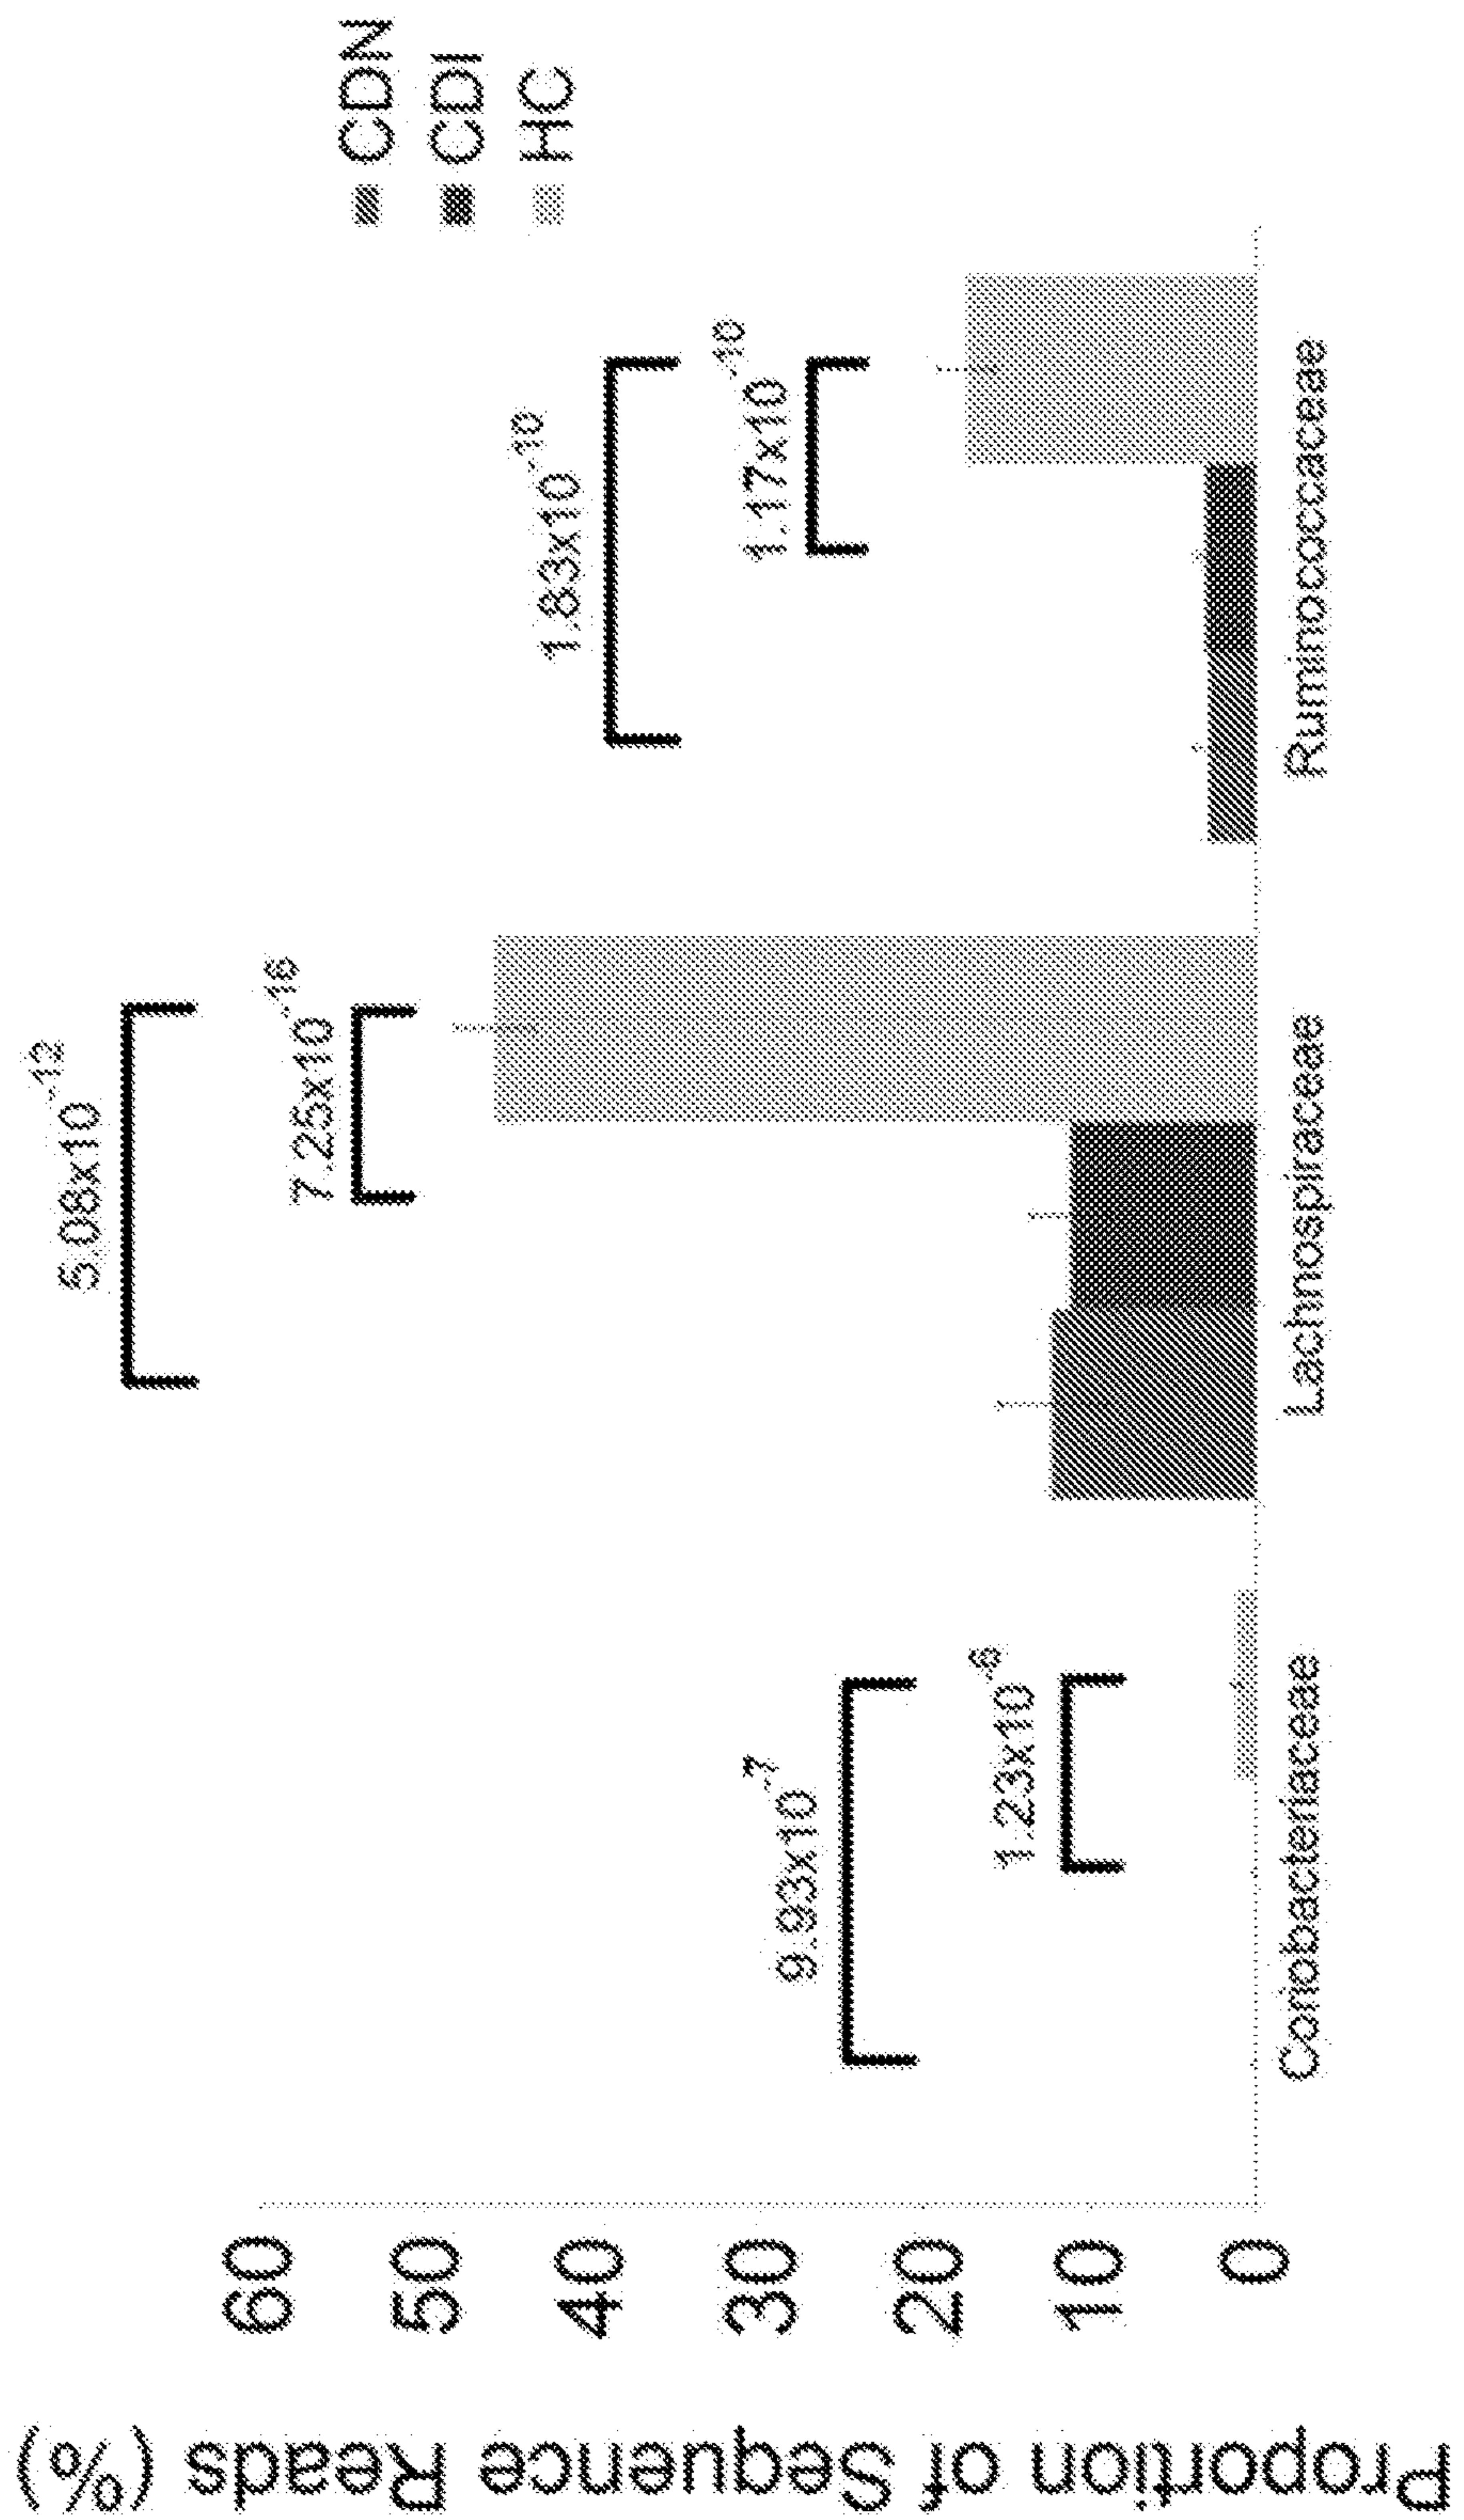 Proportion of Sequence Reads (%)
60
50
40
30
20
10
0
9.93x10⁻⁷
1.23x10⁻⁶
5.08x10⁻¹²
7.25x10⁻¹⁶
1.83x10⁻¹⁰
1.17x10⁻¹⁰
Coriobacteriaceae
Lachnospiraceae
Ruminococcaceae
CDN
CDI
HC